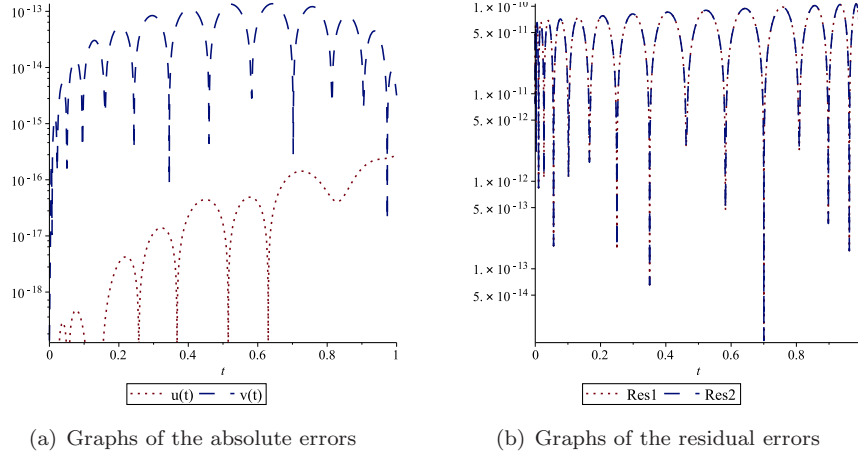 10^-13
10^-14
10^-15
10^-16
10^-17
10^-18
0 0.2 0.4 0.6 0.8 1
t
u(t) v(t)
(a) Graphs of the absolute errors
1. × 10^-10
5. × 10^-11
1. × 10^-11
5. × 10^-12
1. × 10^-12
5. × 10^-13
1. × 10^-13
5. × 10^-14
0 0.2 0.4 0.6 0.8
t
Res1 Res2
(b) Graphs of the residual errors